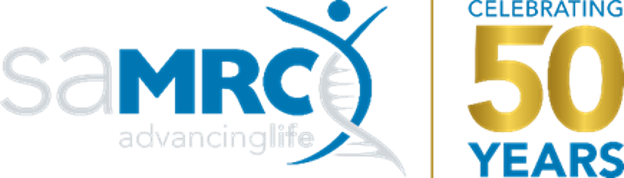 saMRC
advancinglife
CELEBRATING
50
YEARS